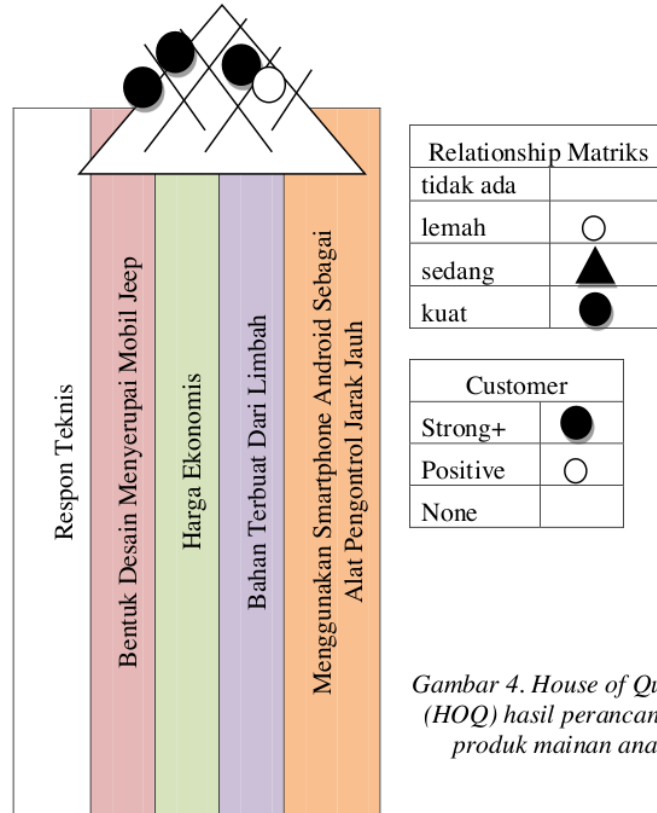 Respon Teknis
Bentuk Desain Menyerupai Mobil Jeep
Harga Ekonomis
Bahan Terbuat Dari Limbah
Menggunakan Smartphone Android Sebagai
Alat Pengontrol Jarak Jauh
Relationship Matriks
tidak ada
lemah
sedang
kuat
Customer
Strong+
Positive
None
Gambar 4. House of Qu
(HOQ) hasil perancan
produk mainan ana